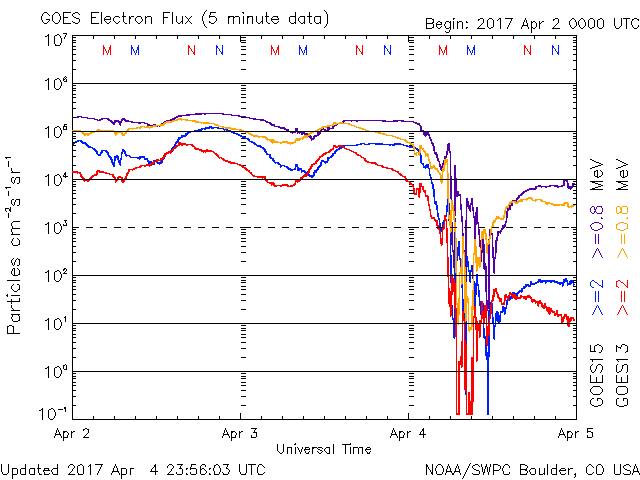 GOES Electron Flux (5 minute data)
Begin: 2017 Apr 2 0000 UTC
10⁷
M M N N M M N N M M N N
10⁶
10⁵
10⁴
10³
10²
10¹
10⁰
10⁻¹
Particles cm⁻²s⁻¹sr⁻¹
Apr 2 Apr 3 Apr 4 Apr 5
Universal Time
GOES15 >=2 >=0.8 MeV
GOES13 >=2 >=0.8 MeV
Updated 2017 Apr 4 23:56:03 UTC
NOAA/SWPC Boulder, CO USA